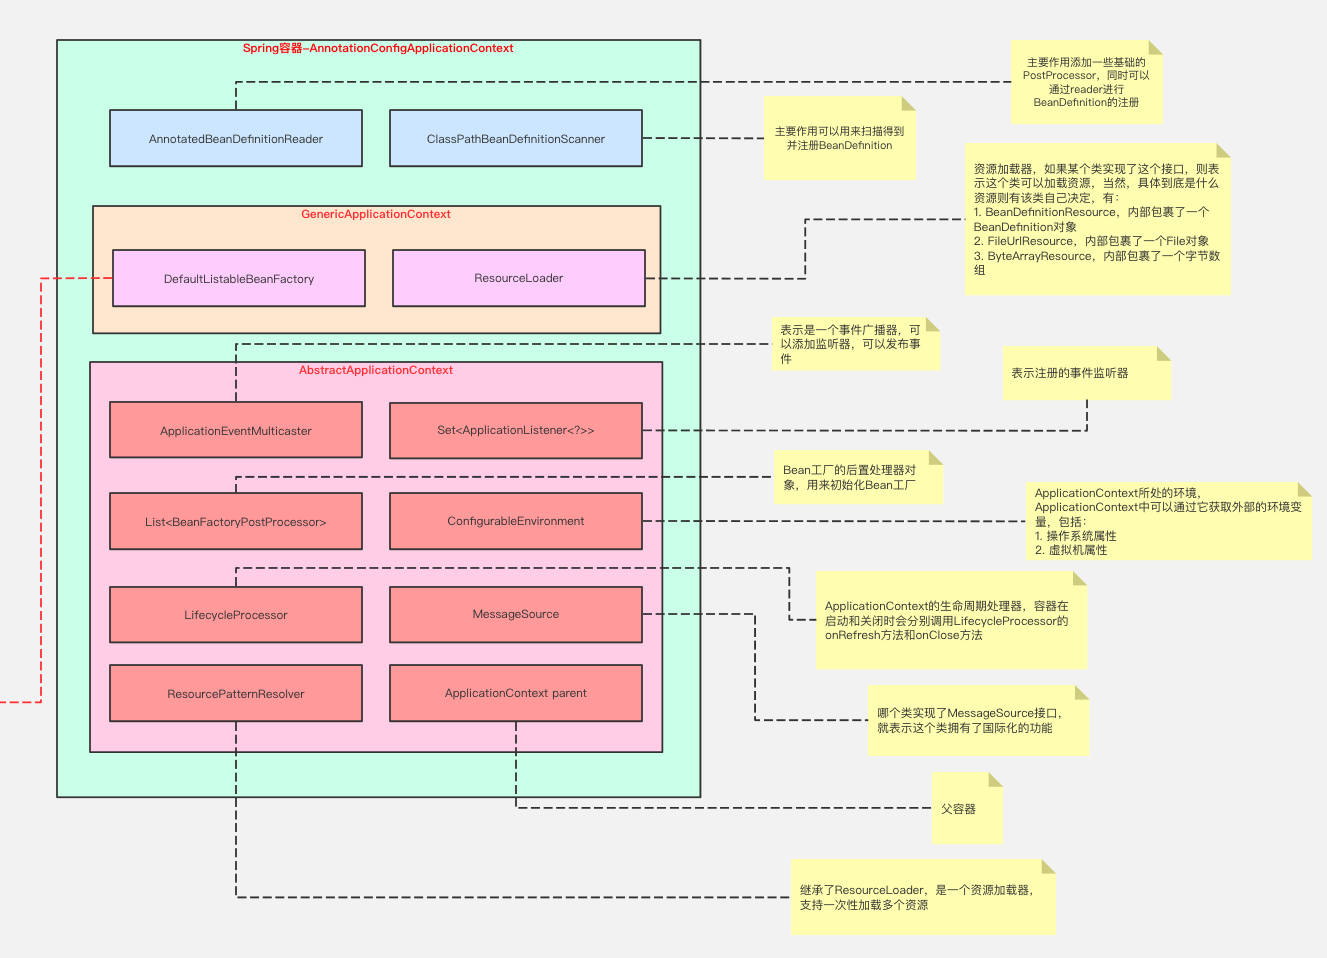 Spring容器-AnnotationConfigApplicationContext
主要作用添加一些基础的
PostProcessor，同时可以
通过reader进行
BeanDefinition的注册
AnnotatedBeanDefinitionReader
ClassPathBeanDefinitionScanner
主要作用可以用来扫描得到
并注册BeanDefinition
资源加载器，如果某个类实现了这个接口，则表
示这个类可以加载资源，当然，具体到底是什么
资源则有该类自己决定，有：
1. BeanDefinitionResource，内部包裹了一个
BeanDefinition对象
2. FileUrlResource，内部包裹了一个File对象
3. ByteArrayResource，内部包裹了一个字节数
组
GenericApplicationContext
DefaultListableBeanFactory
ResourceLoader
表示是一个事件广播器，可
以添加监听器，可以发布事
件
表示注册的事件监听器
AbstractApplicationContext
ApplicationEventMulticaster
Set<ApplicationListener<?>>
Bean工厂的后置处理器对
象，用来初始化Bean工厂
List<BeanFactoryPostProcessor>
ConfigurableEnvironment
ApplicationContext所处的环境，
ApplicationContext中可以通过它获取外部的环境变
量，包括：
1. 操作系统属性
2. 虚拟机属性
LifecycleProcessor
MessageSource
ApplicationContext的生命周期处理器，容器在
启动和关闭时会分别调用LifecycleProcessor的
onRefresh方法和onClose方法
ResourcePatternResolver
ApplicationContext parent
哪个类实现了MessageSource接口，
就表示这个类拥有了国际化的功能
父容器
继承了ResourceLoader，是一个资源加载器，
支持一次性加载多个资源